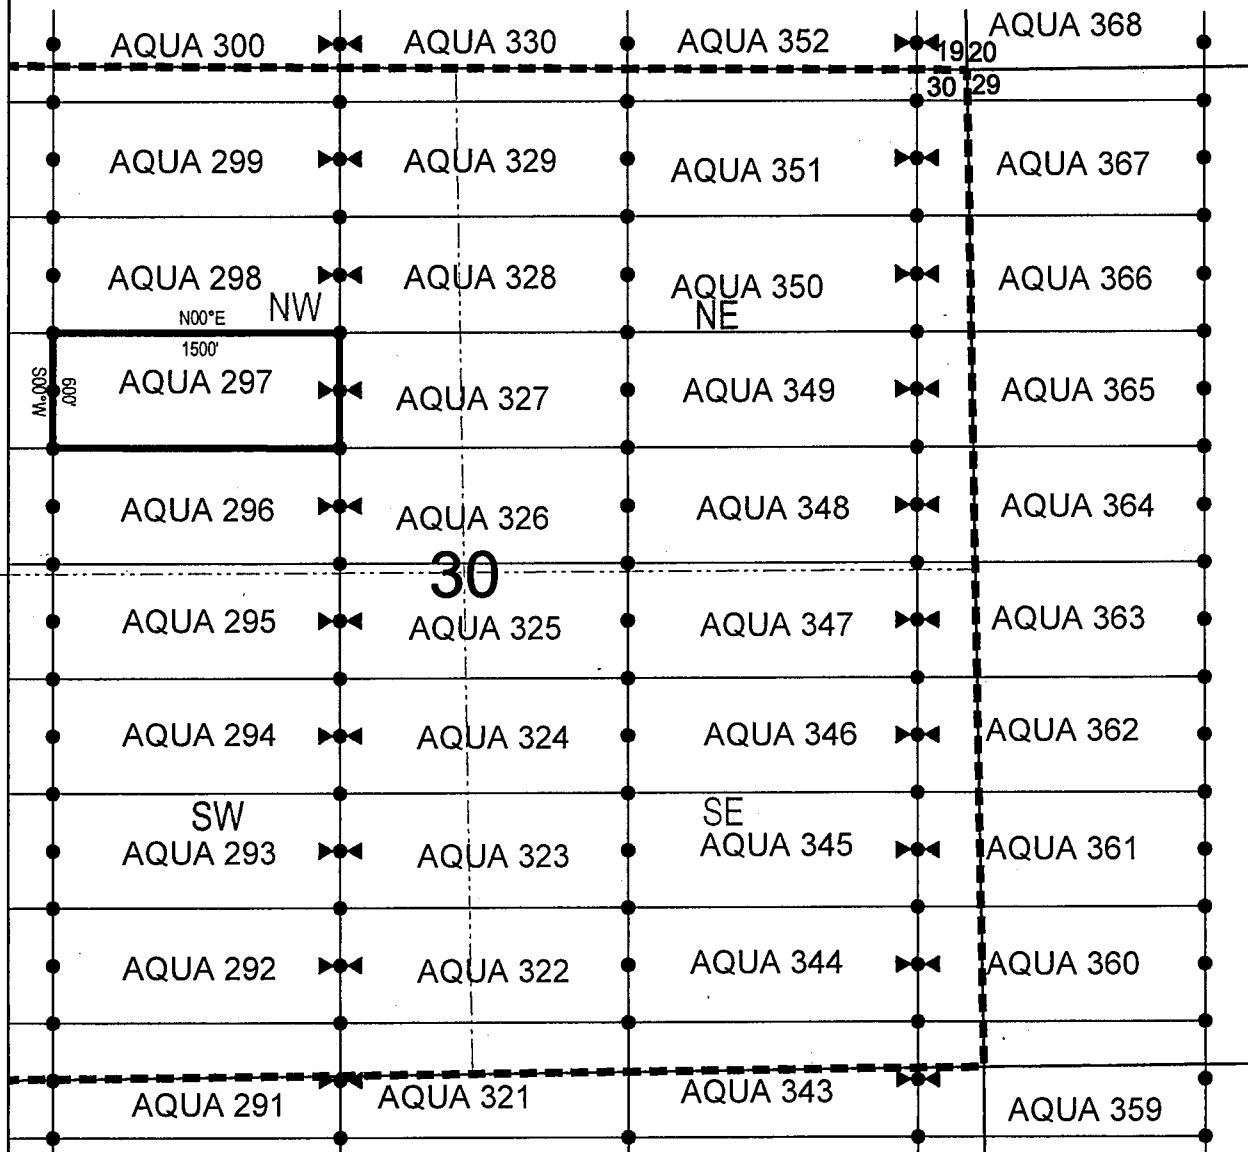 AQUA 300 AQUA 330 AQUA 352 AQUA 368
19 20
30 29
AQUA 299 AQUA 329 AQUA 351 AQUA 367
AQUA 298 AQUA 328 AQUA 350 AQUA 366
NW NE
N00°E
1500'
AQUA 297 AQUA 327 AQUA 349 AQUA 365
S00°W
600'
AQUA 296 AQUA 326 AQUA 348 AQUA 364
30
AQUA 295 AQUA 325 AQUA 347 AQUA 363
AQUA 294 AQUA 324 AQUA 346 AQUA 362
SW SE
AQUA 293 AQUA 323 AQUA 345 AQUA 361
AQUA 292 AQUA 322 AQUA 344 AQUA 360
AQUA 291 AQUA 321 AQUA 343 AQUA 359